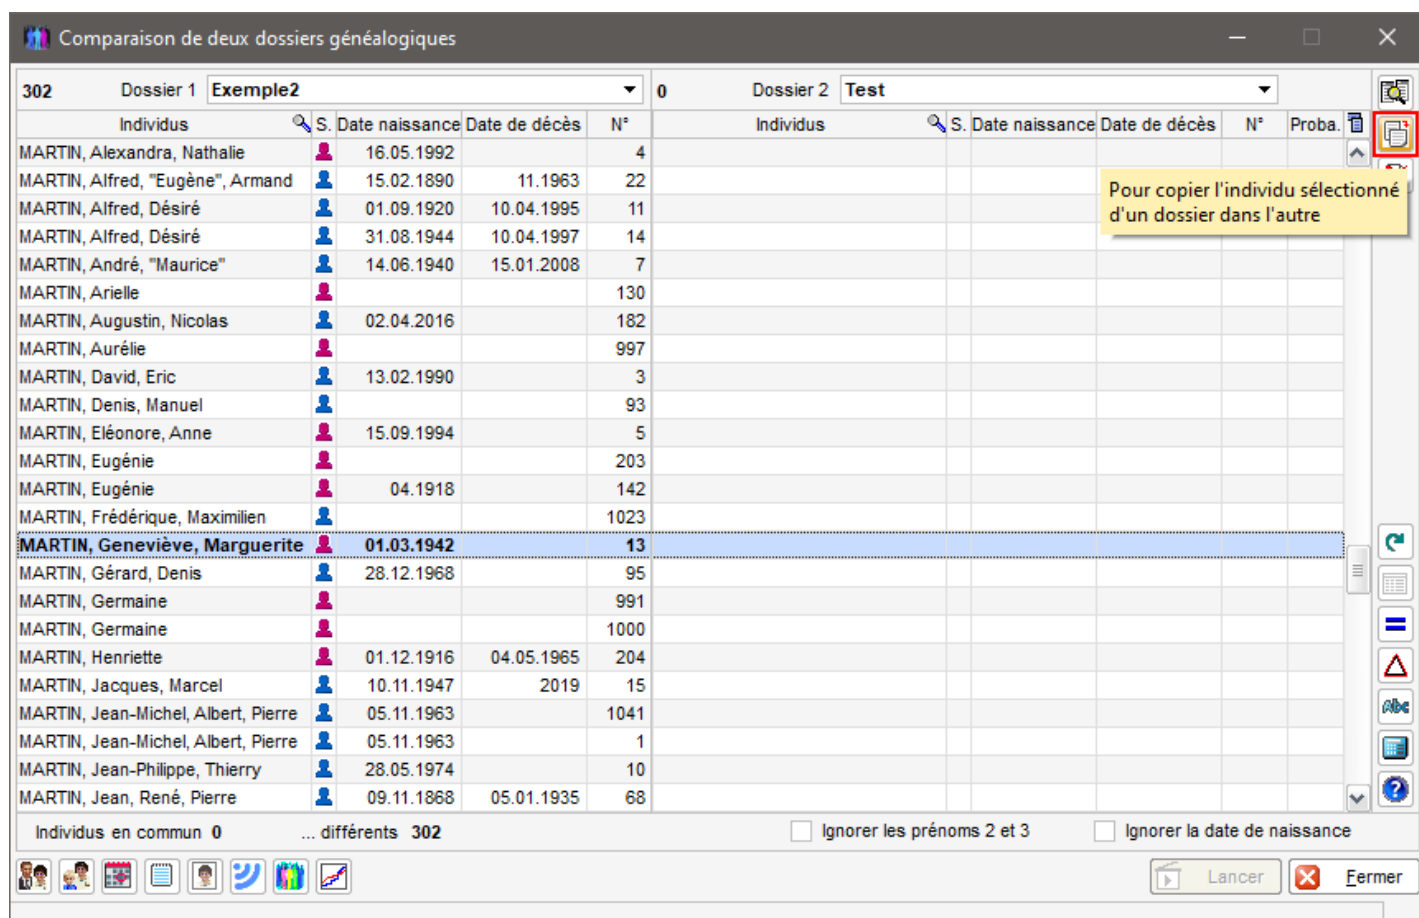 Comparaison de deux dossiers généalogiques
302 Dossier 1 Exemple2 0 Dossier 2 Test
Individus S. Date naissance Date de décès N° Individus S. Date naissance Date de décès N° Proba.
MARTIN, Alexandra, Nathalie 16.05.1992 4
MARTIN, Alfred, "Eugène", Armand 15.02.1890 11.1963 22
Pour copier l'individu sélectionné
d'un dossier dans l'autre
MARTIN, Alfred, Désiré 01.09.1920 10.04.1995 11
MARTIN, Alfred, Désiré 31.08.1944 10.04.1997 14
MARTIN, André, "Maurice" 14.06.1940 15.01.2008 7
MARTIN, Arielle 130
MARTIN, Augustin, Nicolas 02.04.2016 182
MARTIN, Aurélie 997
MARTIN, David, Eric 13.02.1990 3
MARTIN, Denis, Manuel 93
MARTIN, Eléonore, Anne 15.09.1994 5
MARTIN, Eugénie 203
MARTIN, Eugénie 04.1918 142
MARTIN, Frédérique, Maximilien 1023
MARTIN, Geneviève, Marguerite 01.03.1942 13
MARTIN, Gérard, Denis 28.12.1968 95
MARTIN, Germaine 991
MARTIN, Germaine 1000
MARTIN, Henriette 01.12.1916 04.05.1965 204
MARTIN, Jacques, Marcel 10.11.1947 2019 15
MARTIN, Jean-Michel, Albert, Pierre 05.11.1963 1041
Abc
MARTIN, Jean-Michel, Albert, Pierre 05.11.1963 1
MARTIN, Jean-Philippe, Thierry 28.05.1974 10
MARTIN, Jean, René, Pierre 09.11.1868 05.01.1935 68
Individus en commun 0 ... différents 302 Ignorer les prénoms 2 et 3 Ignorer la date de naissance
Lancer Fermer